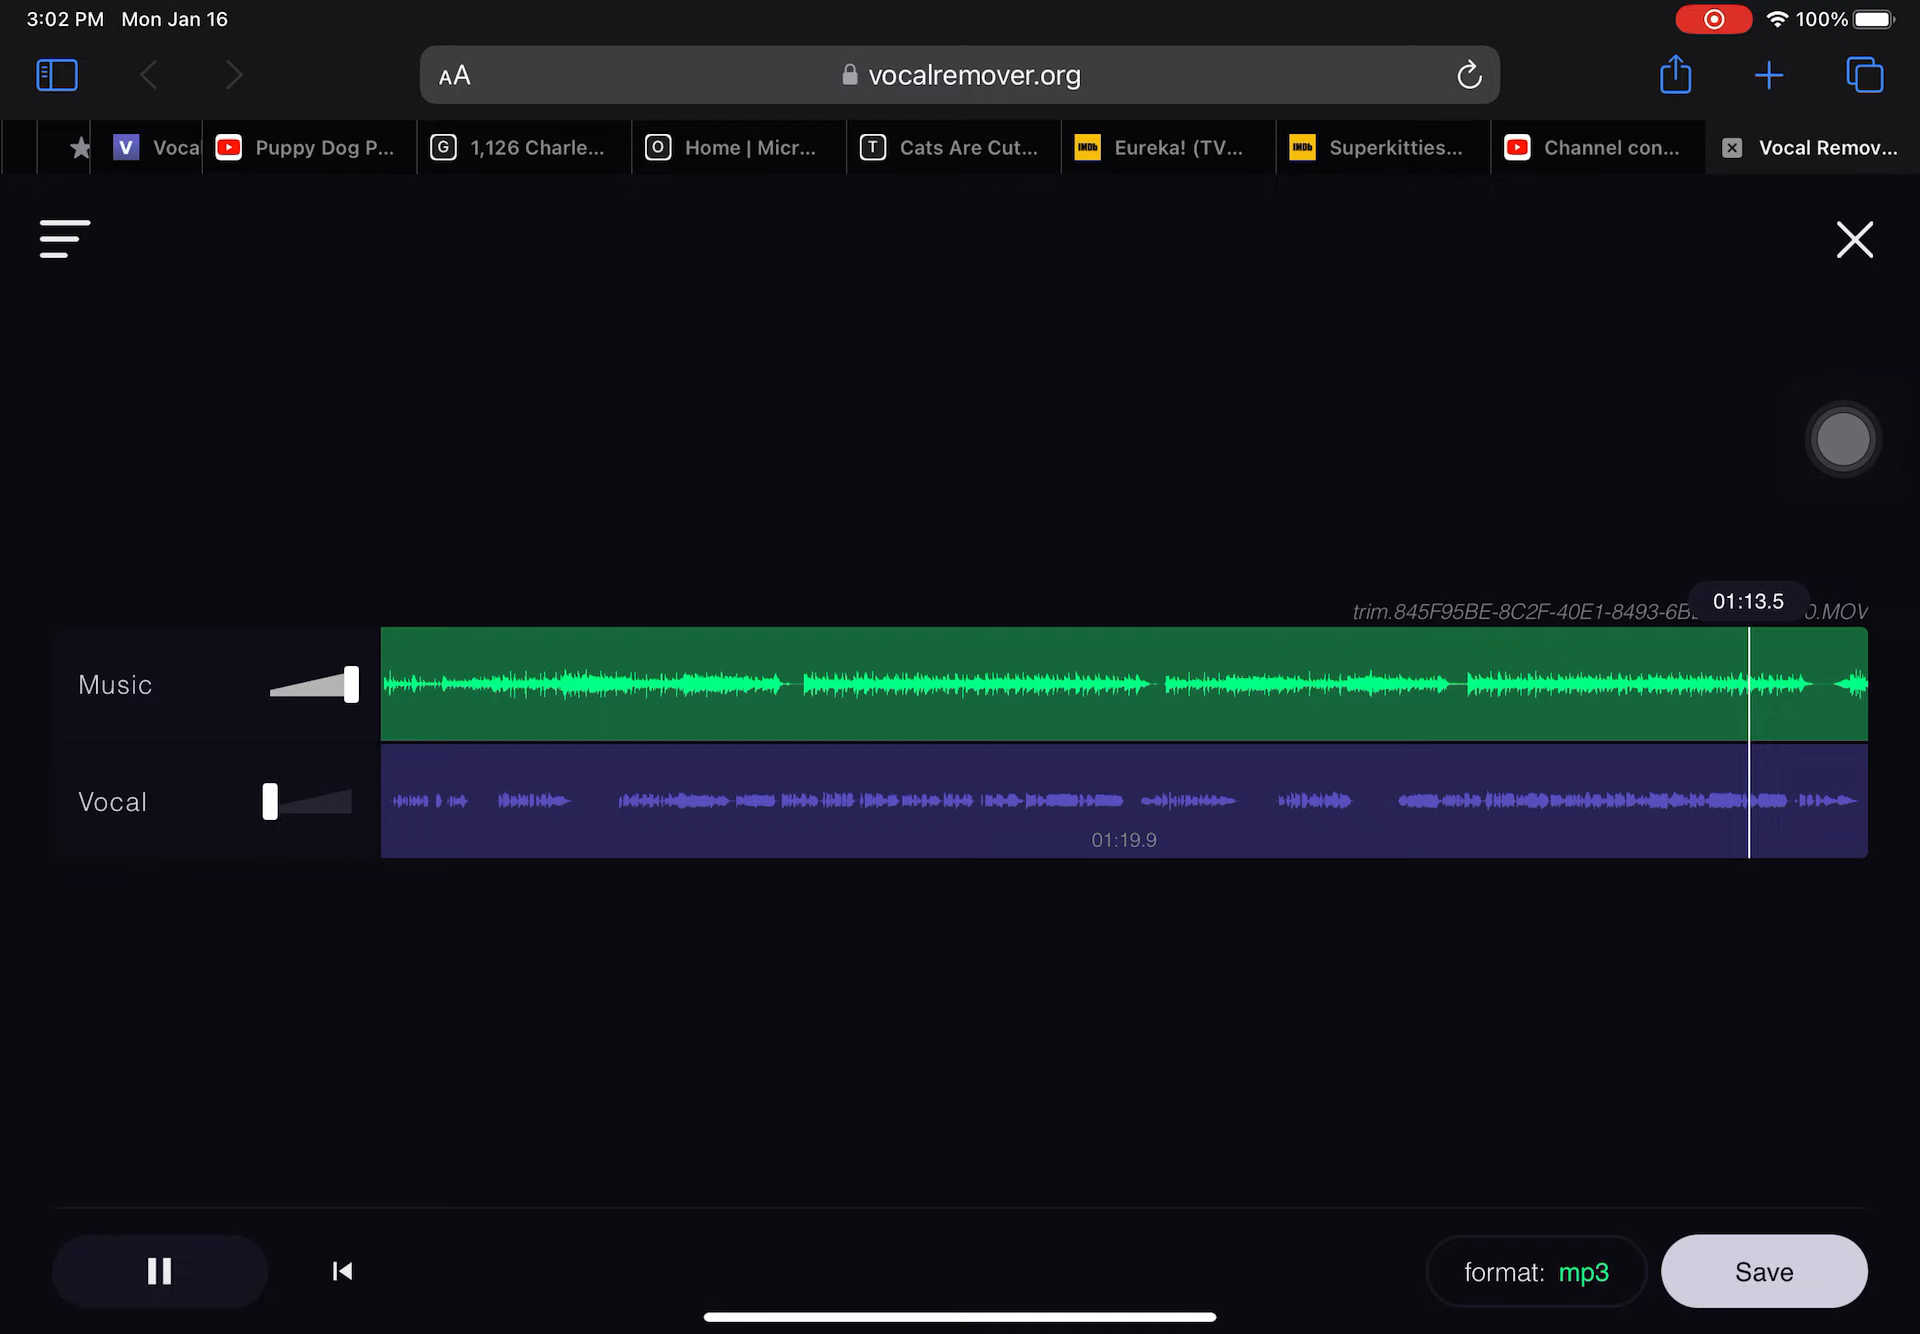 3:02 PM Mon Jan 16
100%
AA
vocalremover.org
V Voca
Puppy Dog P...
G 1,126 Charle...
O Home | Micr...
T Cats Are Cut...
IMDb Eureka! (TV...
IMDb Superkitties...
Channel con...
Vocal Remov...
01:13.5
trim.845F95BE-8C2F-40E1-8493-6B 0.MOV
Music
Vocal
01:19.9
format: mp3
Save